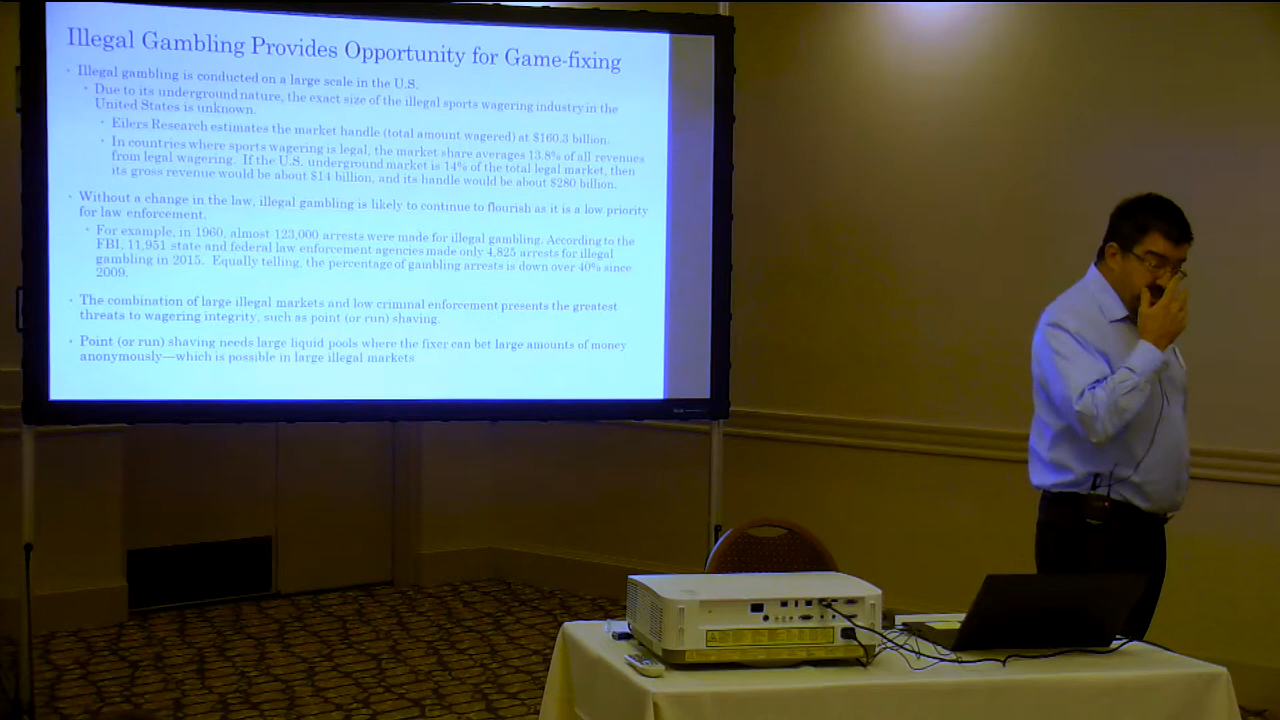 Illegal Gambling Provides Opportunity for Game-fixing
• Illegal gambling is conducted on a large scale in the U.S.
• Due to its underground nature, the exact size of the illegal sports wagering industry in the
United States is unknown.
• Eilers Research estimates the market handle (total amount wagered) at $160.3 billion.
• In countries where sports wagering is legal, the market share averages 13.8% of all revenues
from legal wagering. If the U.S. underground market is 14% of the total legal market, then
its gross revenue would be about $14 billion, and its handle would be about $280 billion.
• Without a change in the law, illegal gambling is likely to continue to flourish as it is a low priority
for law enforcement.
• For example, in 1960, almost 123,000 arrests were made for illegal gambling. According to the
FBI, 11,951 state and federal law enforcement agencies made only 4,825 arrests for illegal
gambling in 2015. Equally telling, the percentage of gambling arrests is down over 40% since
2009.
• The combination of large illegal markets and low criminal enforcement presents the greatest
threats to wagering integrity, such as point (or run) shaving.
• Point (or run) shaving needs large liquid pools where the fixer can bet large amounts of money
anonymously—which is possible in large illegal markets